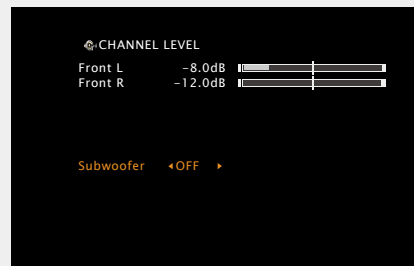 CHANNEL LEVEL
Front L -8.0dB
Front R -12.0dB
Subwoofer ◂OFF ▸